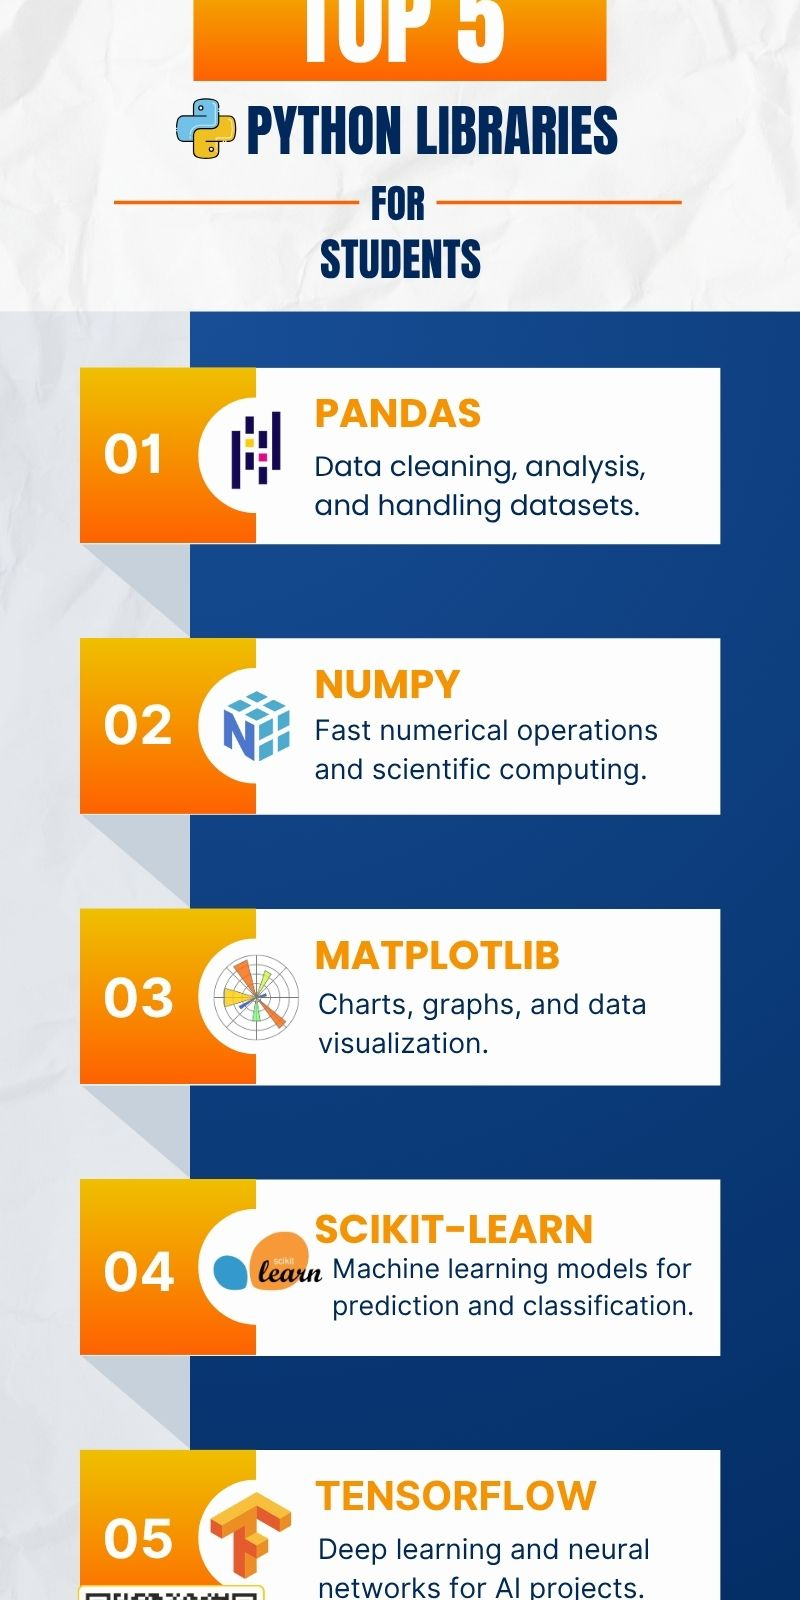 TOP 5
PYTHON LIBRARIES
FOR
STUDENTS
01
PANDAS
Data cleaning, analysis,
and handling datasets.
02
N
NUMPY
Fast numerical operations
and scientific computing.
03
MATPLOTLIB
Charts, graphs, and data
visualization.
04
scikit
learn
SCIKIT-LEARN
Machine learning models for
prediction and classification.
05
TENSORFLOW
Deep learning and neural
networks for AI projects.